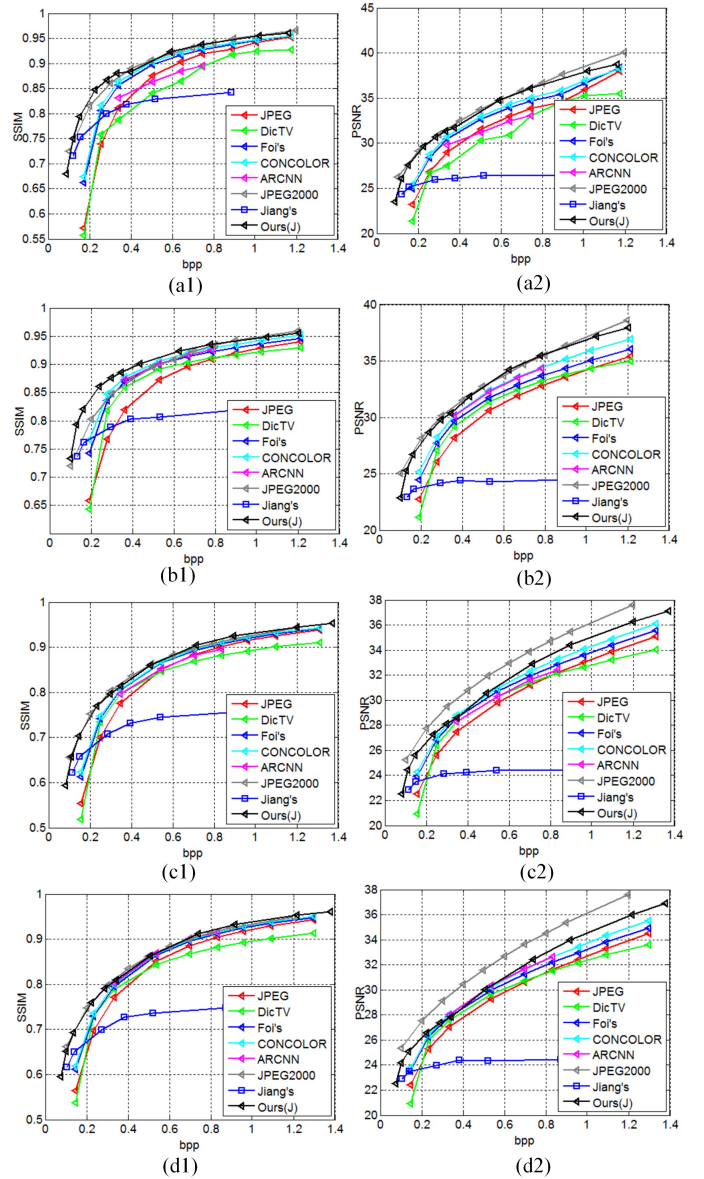 1
0.95
0.9
0.85
0.8
0.75
0.7
0.65
0.6
0.55
SSIM
0 0.2 0.4 0.6 0.8 1 1.2 1.4
bpp
JPEG
DicTV
Foi's
CONCOLOR
ARCNN
JPEG2000
Jiang's
Ours(J)
(a1)
45
40
35
30
25
20
PSNR
0 0.2 0.4 0.6 0.8 1 1.2 1.4
bpp
JPEG
DicTV
Foi's
CONCOLOR
ARCNN
JPEG2000
Jiang's
Ours(J)
(a2)
1
0.95
0.9
0.85
0.8
0.75
0.7
0.65
SSIM
0 0.2 0.4 0.6 0.8 1 1.2 1.4
bpp
JPEG
DicTV
Foi's
CONCOLOR
ARCNN
JPEG2000
Jiang's
Ours(J)
(b1)
40
35
30
25
20
PSNR
0 0.2 0.4 0.6 0.8 1 1.2 1.4
bpp
JPEG
DicTV
Foi's
CONCOLOR
ARCNN
JPEG2000
Jiang's
Ours(J)
(b2)
1
0.9
0.8
0.7
0.6
0.5
SSIM
0 0.2 0.4 0.6 0.8 1 1.2 1.4
bpp
JPEG
DicTV
Foi's
CONCOLOR
ARCNN
JPEG2000
Jiang's
Ours(J)
(c1)
38
36
34
32
30
28
26
24
22
20
PSNR
0 0.2 0.4 0.6 0.8 1 1.2 1.4
bpp
JPEG
DicTV
Foi's
CONCOLOR
ARCNN
JPEG2000
Jiang's
Ours(J)
(c2)
1
0.9
0.8
0.7
0.6
0.5
SSIM
0 0.2 0.4 0.6 0.8 1 1.2 1.4
bpp
JPEG
DicTV
Foi's
CONCOLOR
ARCNN
JPEG2000
Jiang's
Ours(J)
(d1)
38
36
34
32
30
28
26
24
22
20
PSNR
0 0.2 0.4 0.6 0.8 1 1.2 1.4
bpp
JPEG
DicTV
Foi's
CONCOLOR
ARCNN
JPEG2000
Jiang's
Ours(J)
(d2)